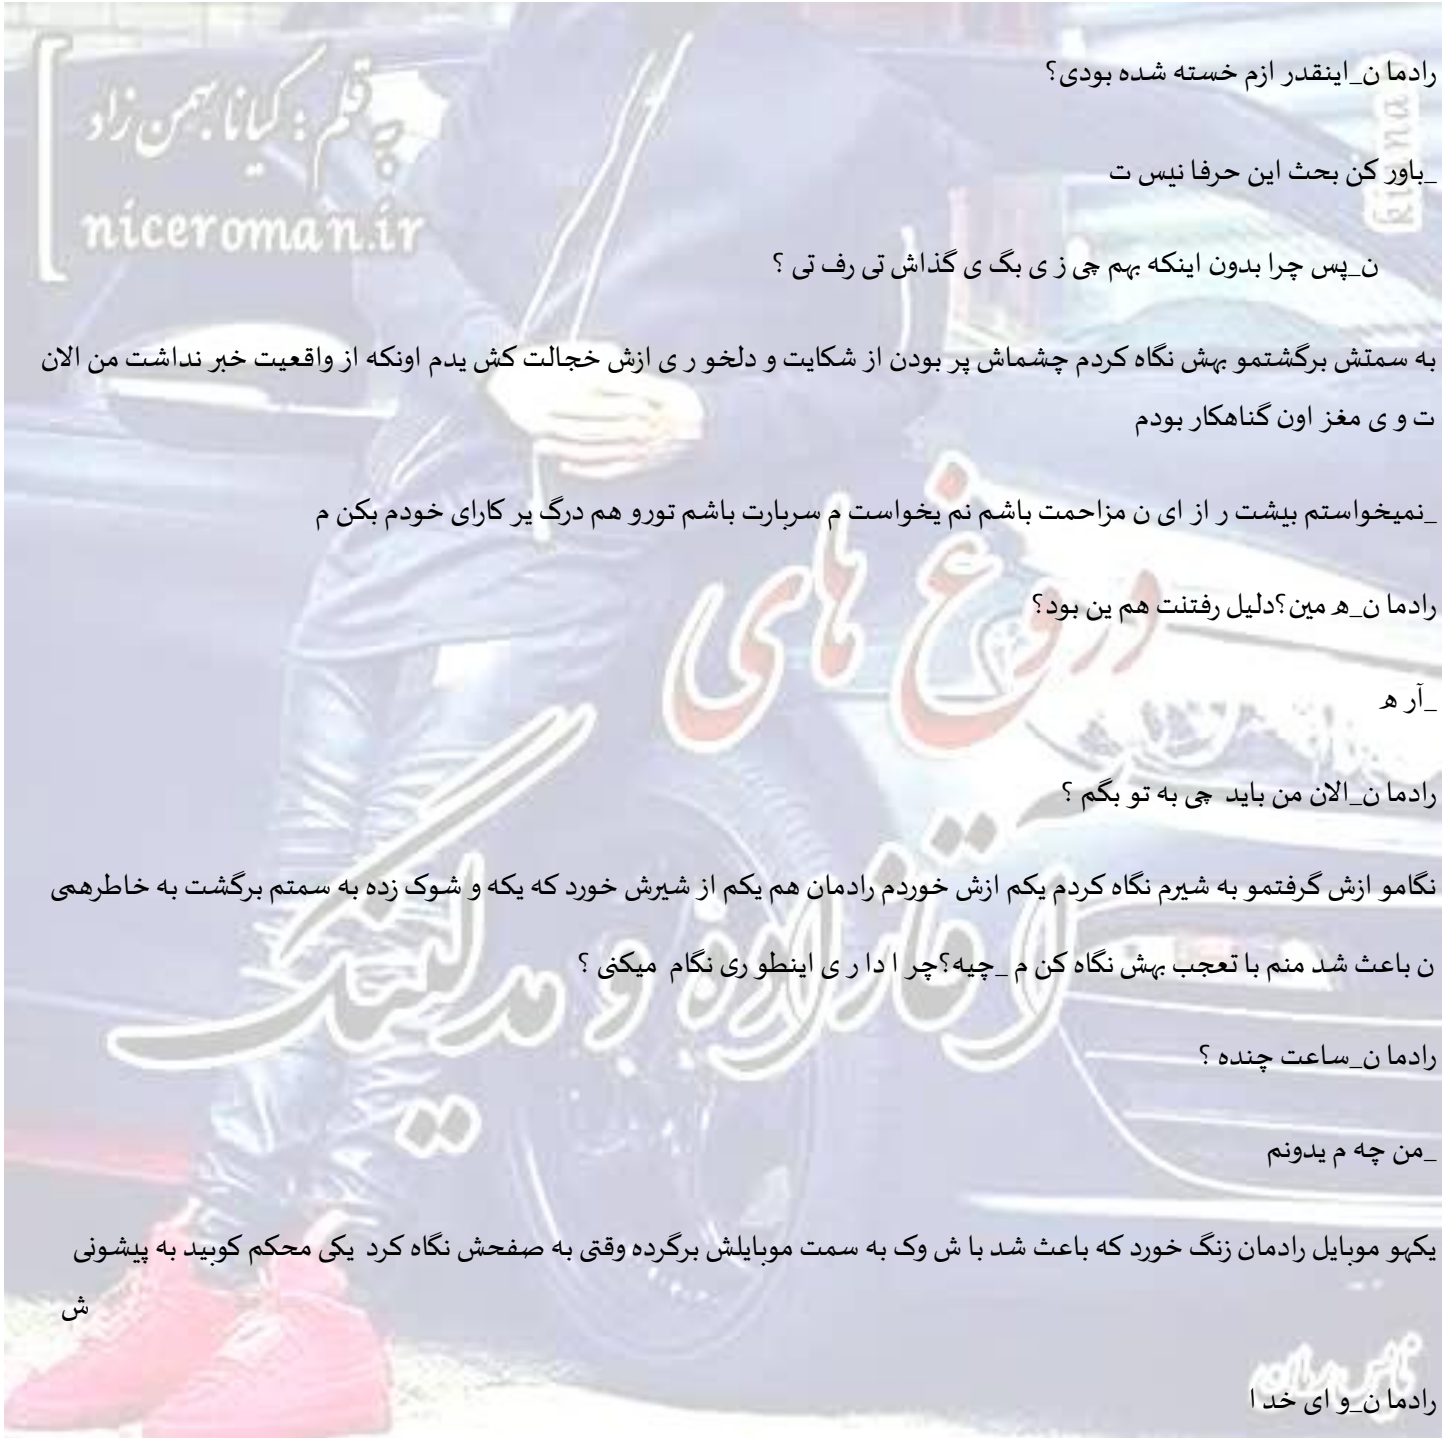 رادما ن_اینقدر ازم خسته شده بودی؟
به قلم : کیانا بهمن زاد
kiana
_باور کن بحث این حرفا نیس ت
niceroman.ir
ن_پس چرا بدون اینکه بهم چی ز ی بگ ی گذاش تی رف تی ؟
به سمتش برگشتمو بهش نگاه کردم چشماش پر بودن از شکایت و دلخو ر ی ازش خجالت کش یدم اونکه از واقعیت خبر نداشت من الان
ت و ی مغز اون گناهکار بودم
_نمیخواستم بیشت ر از ای ن مزاحمت باشم نم یخواست م سربارت باشم تورو هم درگ یر کارای خودم بکن م
دروغ های
رادما ن_ه مین؟دلیل رفتنت هم ین بود؟
_آر ه
رادما ن_الان من باید  چی به تو بگم ؟
آقازاده و مدلینگ
نگامو ازش گرفتمو به شیرم نگاه کردم یکم ازش خوردم رادمان هم یکم از شیرش خورد که یکه و شوک زده به سمتم برگشت به خاطرهمی
ن باعث شد منم با تعجب بهش نگاه کن م _چیه؟چر ا دا ر ی اینطو ری نگام  میکنی ؟
رادما ن_ساعت چنده ؟
_من چه م یدونم
یکهو موبایل رادمان زنگ خورد که باعث شد با ش وک به سمت موبایلش برگرده وقتی به صفحش نگاه کرد  یکی محکم کوبید به پیشونی
ش
رادما ن_و ای خد ا